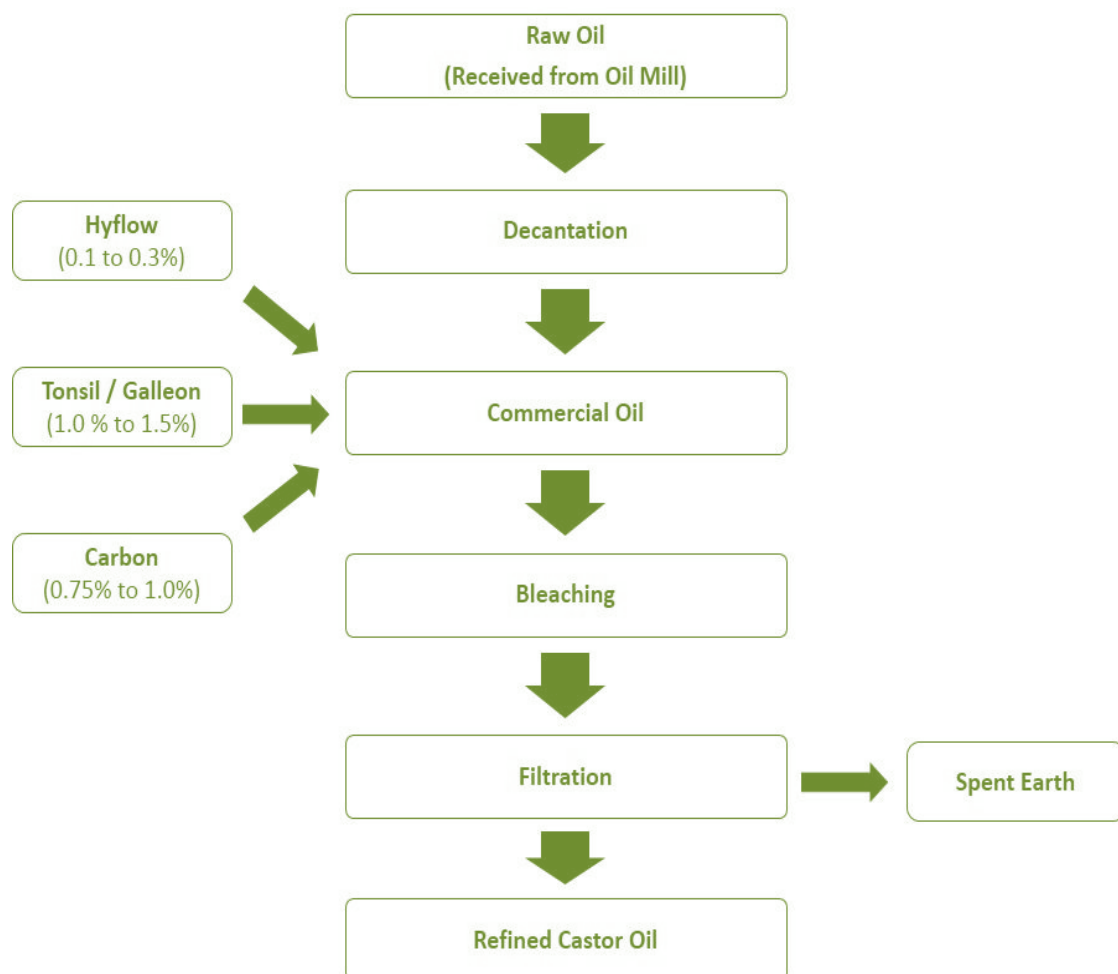 Raw Oil
(Received from Oil Mill)
Decantation
Hyflow
(0.1 to 0.3%)
Tonsil / Galleon
(1.0 % to 1.5%)
Commercial Oil
Carbon
(0.75% to 1.0%)
Bleaching
Filtration
Spent Earth
Refined Castor Oil